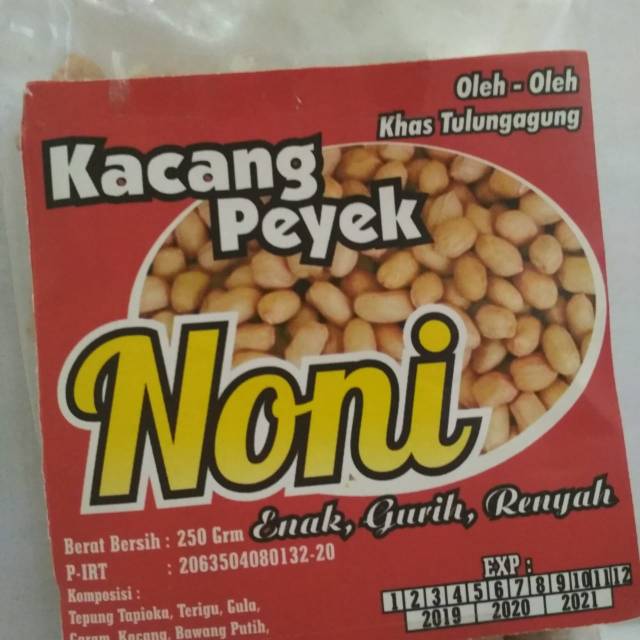 Oleh - Oleh
Khas Tulungagung
Kacang
Peyek
Noni
Enak, Gurih, Renyah
Berat Bersih : 250 Grm
P-IRT : 2063504080132-20
Komposisi :
Tepung Tapioka, Terigu, Gula,
Garam, Kacang, Bawang Putih,
EXP :
1 2 3 4 5 6 7 8 9 10 11 12
2019 2020 2021